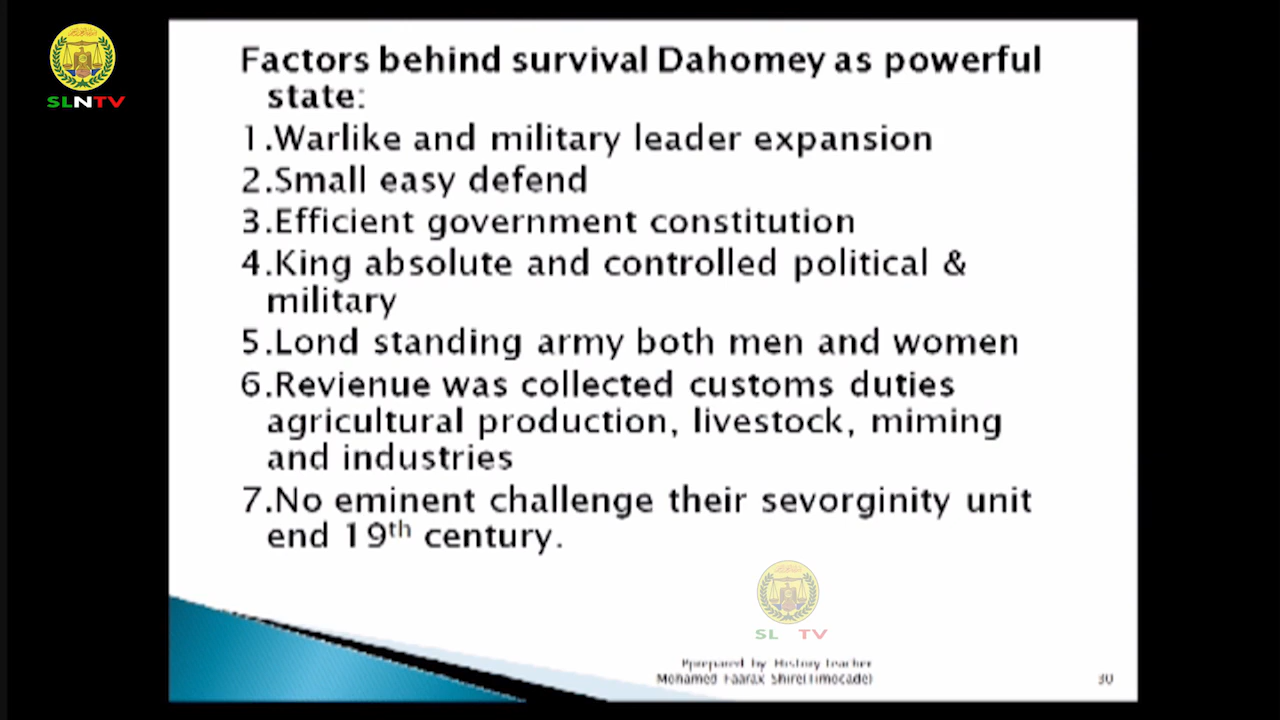 SLNTV
Factors behind survival Dahomey as powerful
state:
1.Warlike and military leader expansion
2.Small easy defend
3.Efficient government constitution
4.King absolute and controlled political &
military
5.Lond standing army both men and women
6.Revienue was collected customs duties
agricultural production, livestock, miming
and industries
7.No eminent challenge their sevorginity unit
end 19th century.
SL TV
Pprepared by History teacher
Mohamed Faarax Shire(Timocade)
30